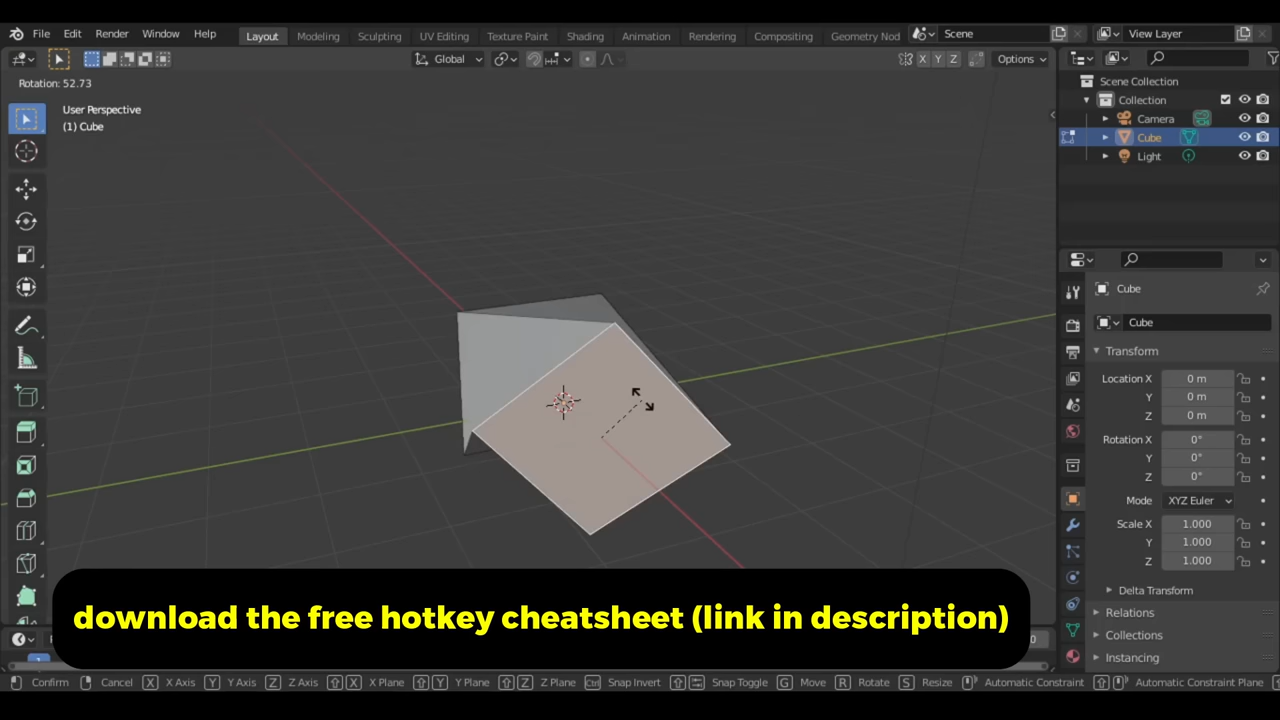 File Edit Render Window Help Layout Modeling Sculpting UV Editing Texture Paint Shading Animation Rendering Compositing Geometry Nod Scene View Layer
Global X Y Z Options
Rotation: 52.73
User Perspective
(1) Cube
Scene Collection
Collection
Camera
Cube
Light
Cube
Cube
Transform
Location X 0 m
Y 0 m
Z 0 m
Rotation X 0°
Y 0°
Z 0°
Mode XYZ Euler
Scale X 1.000
Y 1.000
Z 1.000
Delta Transform
Relations
Collections
Instancing
download the free hotkey cheatsheet (link in description)
Confirm Cancel X X Axis Y Y Axis Z Z Axis X X Plane Y Y Plane Z Z Plane Ctrl Snap Invert Snap Toggle G Move R Rotate S Resize Automatic Constraint Automatic Constraint Plane